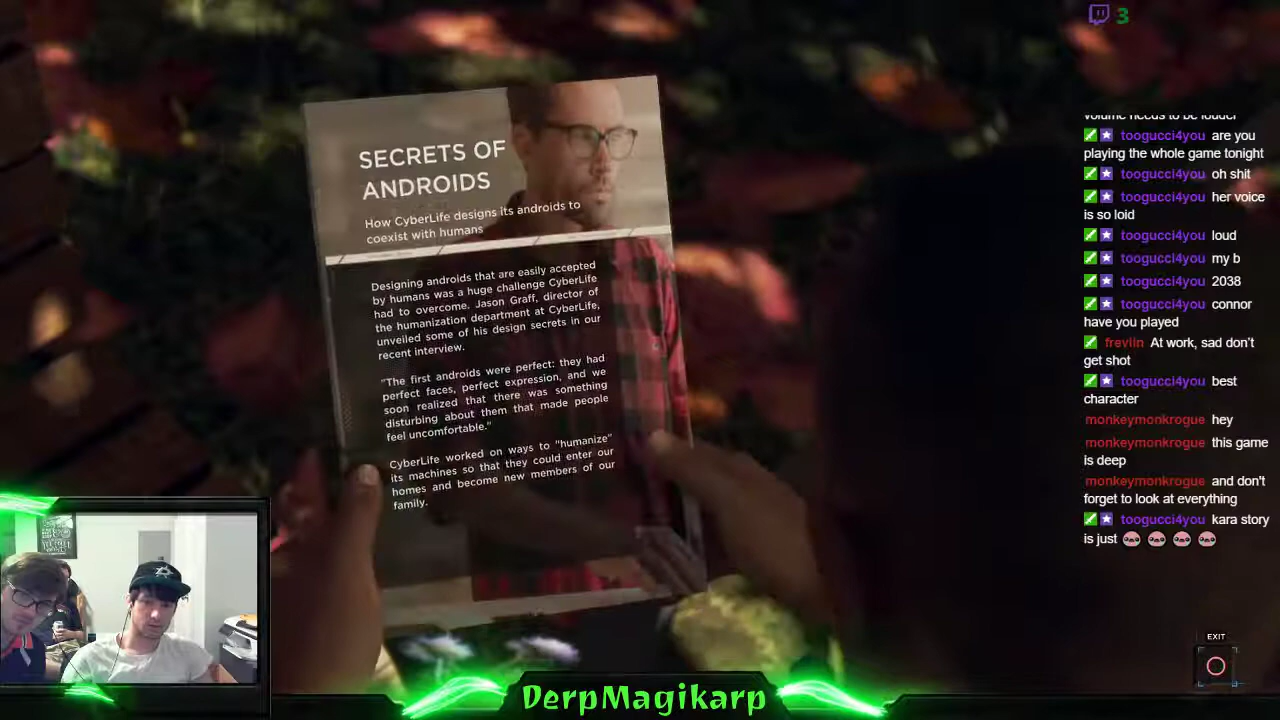 3
SECRETS OF
ANDROIDS
How CyberLife designs its androids to
coexist with humans
Designing androids that are easily accepted
by humans was a huge challenge CyberLife
had to overcome. Jason Graff, director of
the humanization department at CyberLife,
unveiled some of his design secrets in our
recent interview.
"The first androids were perfect: they had
perfect faces, perfect expression, and we
soon realized that there was something
disturbing about them that made people
feel uncomfortable."
CyberLife worked on ways to "humanize"
its machines so that they could enter our
homes and become new members of our
family.
volume needs to be louder
toogucci4you are you
playing the whole game tonight
toogucci4you oh shit
toogucci4you her voice
is so loid
toogucci4you loud
toogucci4you my b
toogucci4you 2038
toogucci4you connor
have you played
freviin At work, sad don't
get shot
toogucci4you best
character
monkeymonkrogue hey
monkeymonkrogue this game
is deep
monkeymonkrogue and don't
forget to look at everything
toogucci4you kara story
is just
EXIT
DerpMagikarp